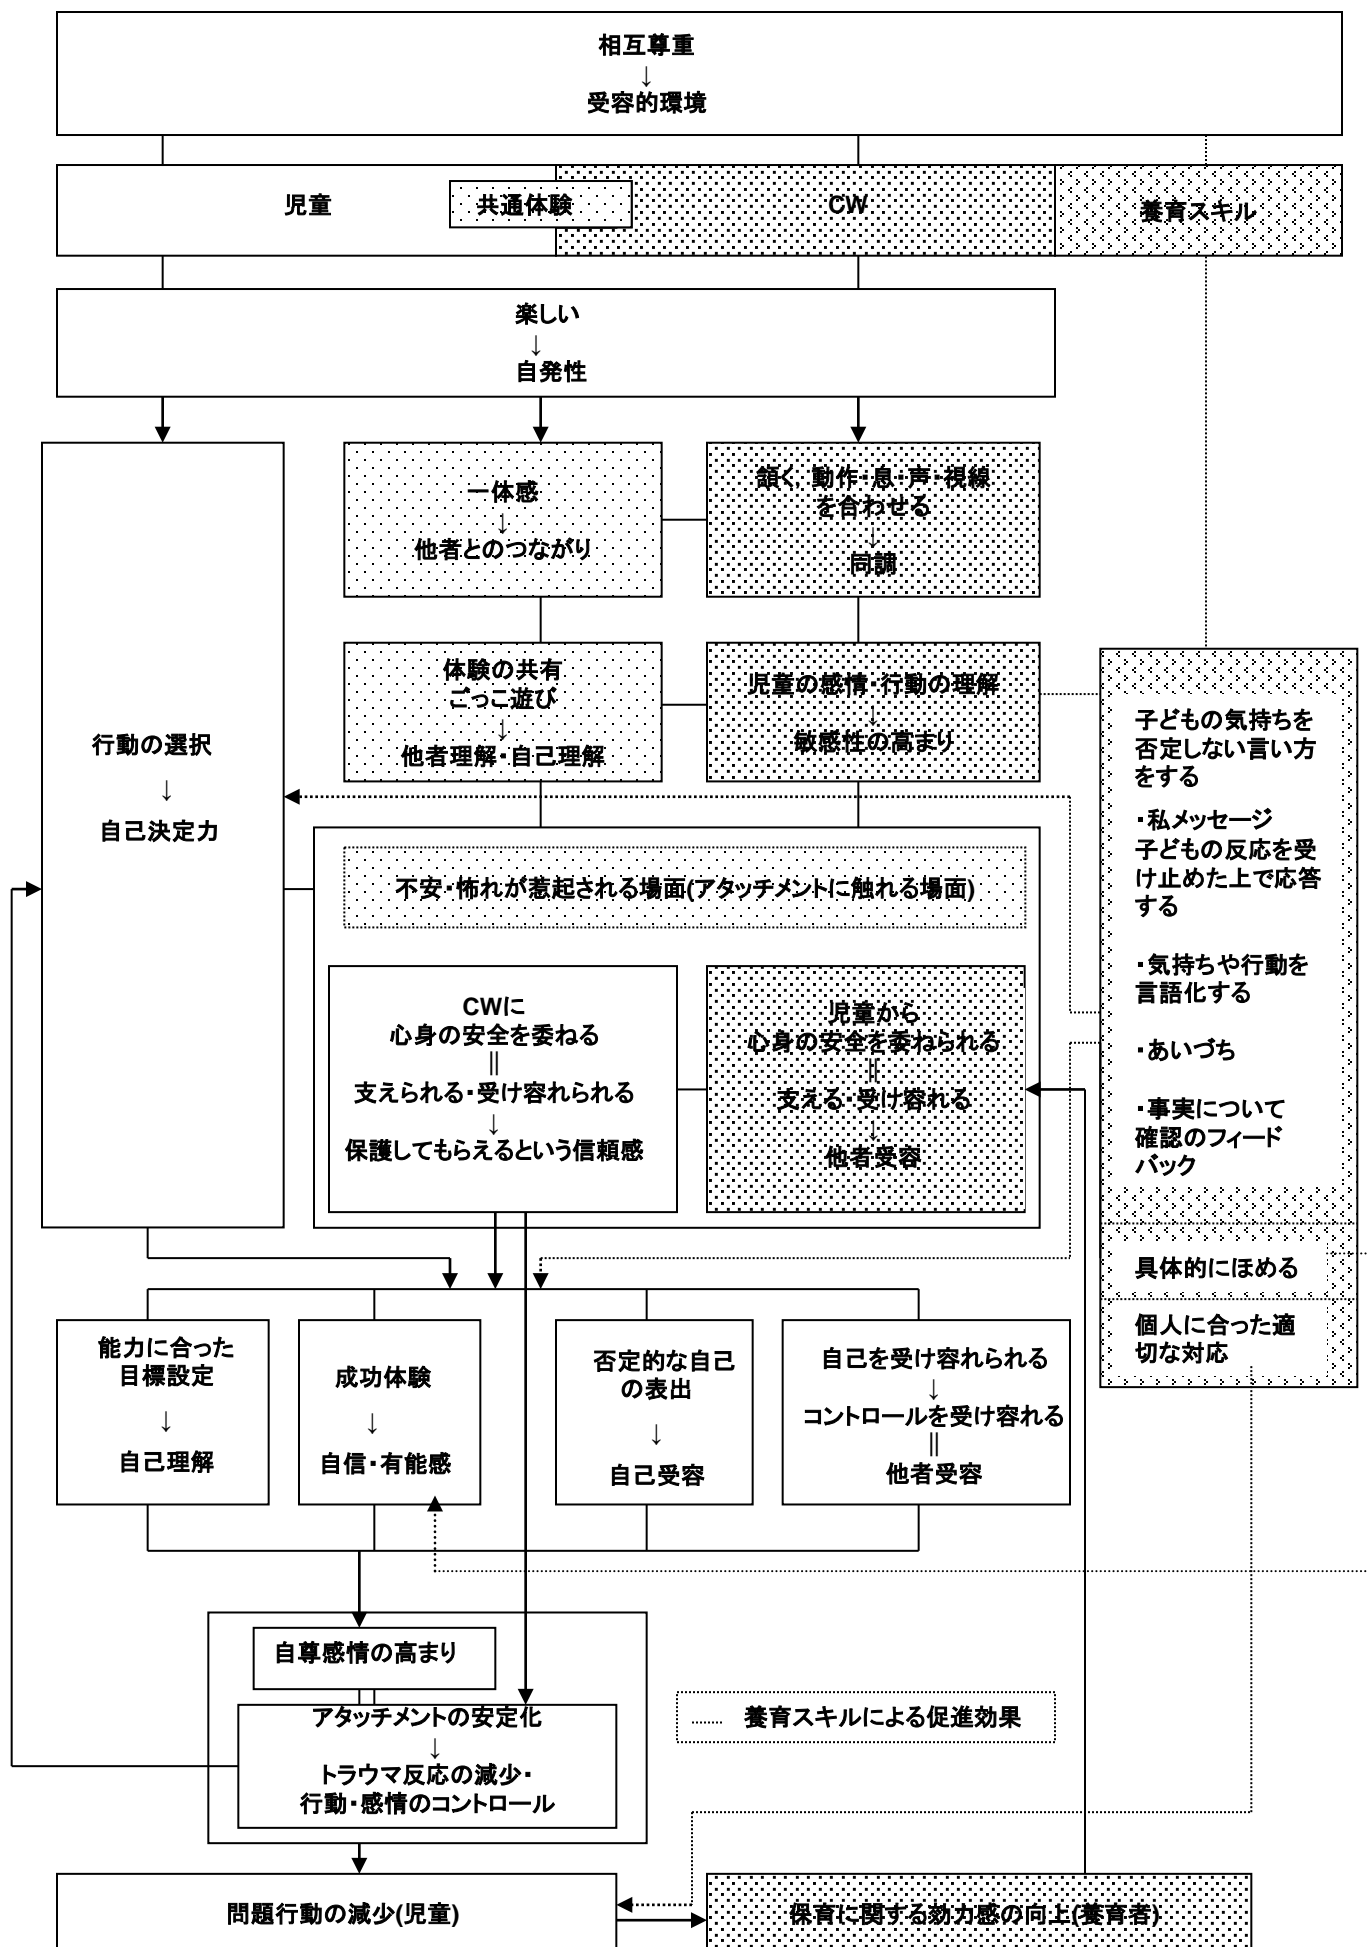 相互尊重
↓
受容的環境
児童
共通体験
CW
養育スキル
楽しい
↓
自発性
一体感
↓
他者とのつながり
頷く 動作・息・声・視線
を合わせる
↓
同調
体験の共有
ごっこ遊び
↓
他者理解・自己理解
児童の感情・行動の理解
↓
敏感性の高まり
行動の選択
↓
自己決定力
不安・怖れが惹起される場面(アタッチメントに触れる場面)
CWに
心身の安全を委ねる
||
支えられる・受け容れられる
↓
保護してもらえるという信頼感
児童から
心身の安全を委ねられる
||
支える・受け容れる
↓
他者受容
子どもの気持ちを
否定しない言い方
をする
・私メッセージ
子どもの反応を受
け止めた上で応答
する
・気持ちや行動を
言語化する
・あいづち
・事実について
確認のフィード
バック
具体的にほめる
個人に合った適
切な対応
能力に合った
目標設定
↓
自己理解
成功体験
↓
自信・有能感
否定的な自己
の表出
↓
自己受容
自己を受け容れられる
↓
コントロールを受け容れる
||
他者受容
自尊感情の高まり
アタッチメントの安定化
↓
トラウマ反応の減少・
行動・感情のコントロール
養育スキルによる促進効果
問題行動の減少(児童)
保育に関する効力感の向上(養育者)